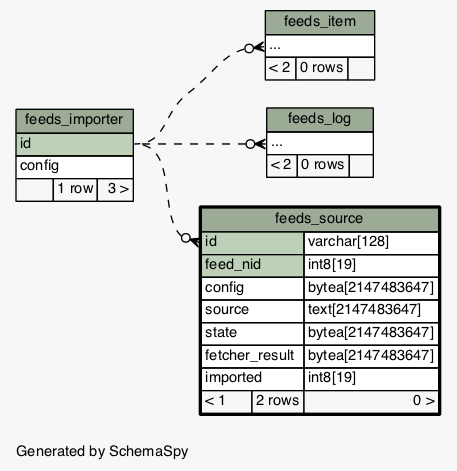 feeds_item
...
< 2 0 rows
feeds_importer
id
config
1 row 3 >
feeds_log
...
< 2 0 rows
feeds_source
id varchar[128]
feed_nid int8[19]
config bytea[2147483647]
source text[2147483647]
state bytea[2147483647]
fetcher_result bytea[2147483647]
imported int8[19]
< 1 2 rows 0 >
Generated by SchemaSpy